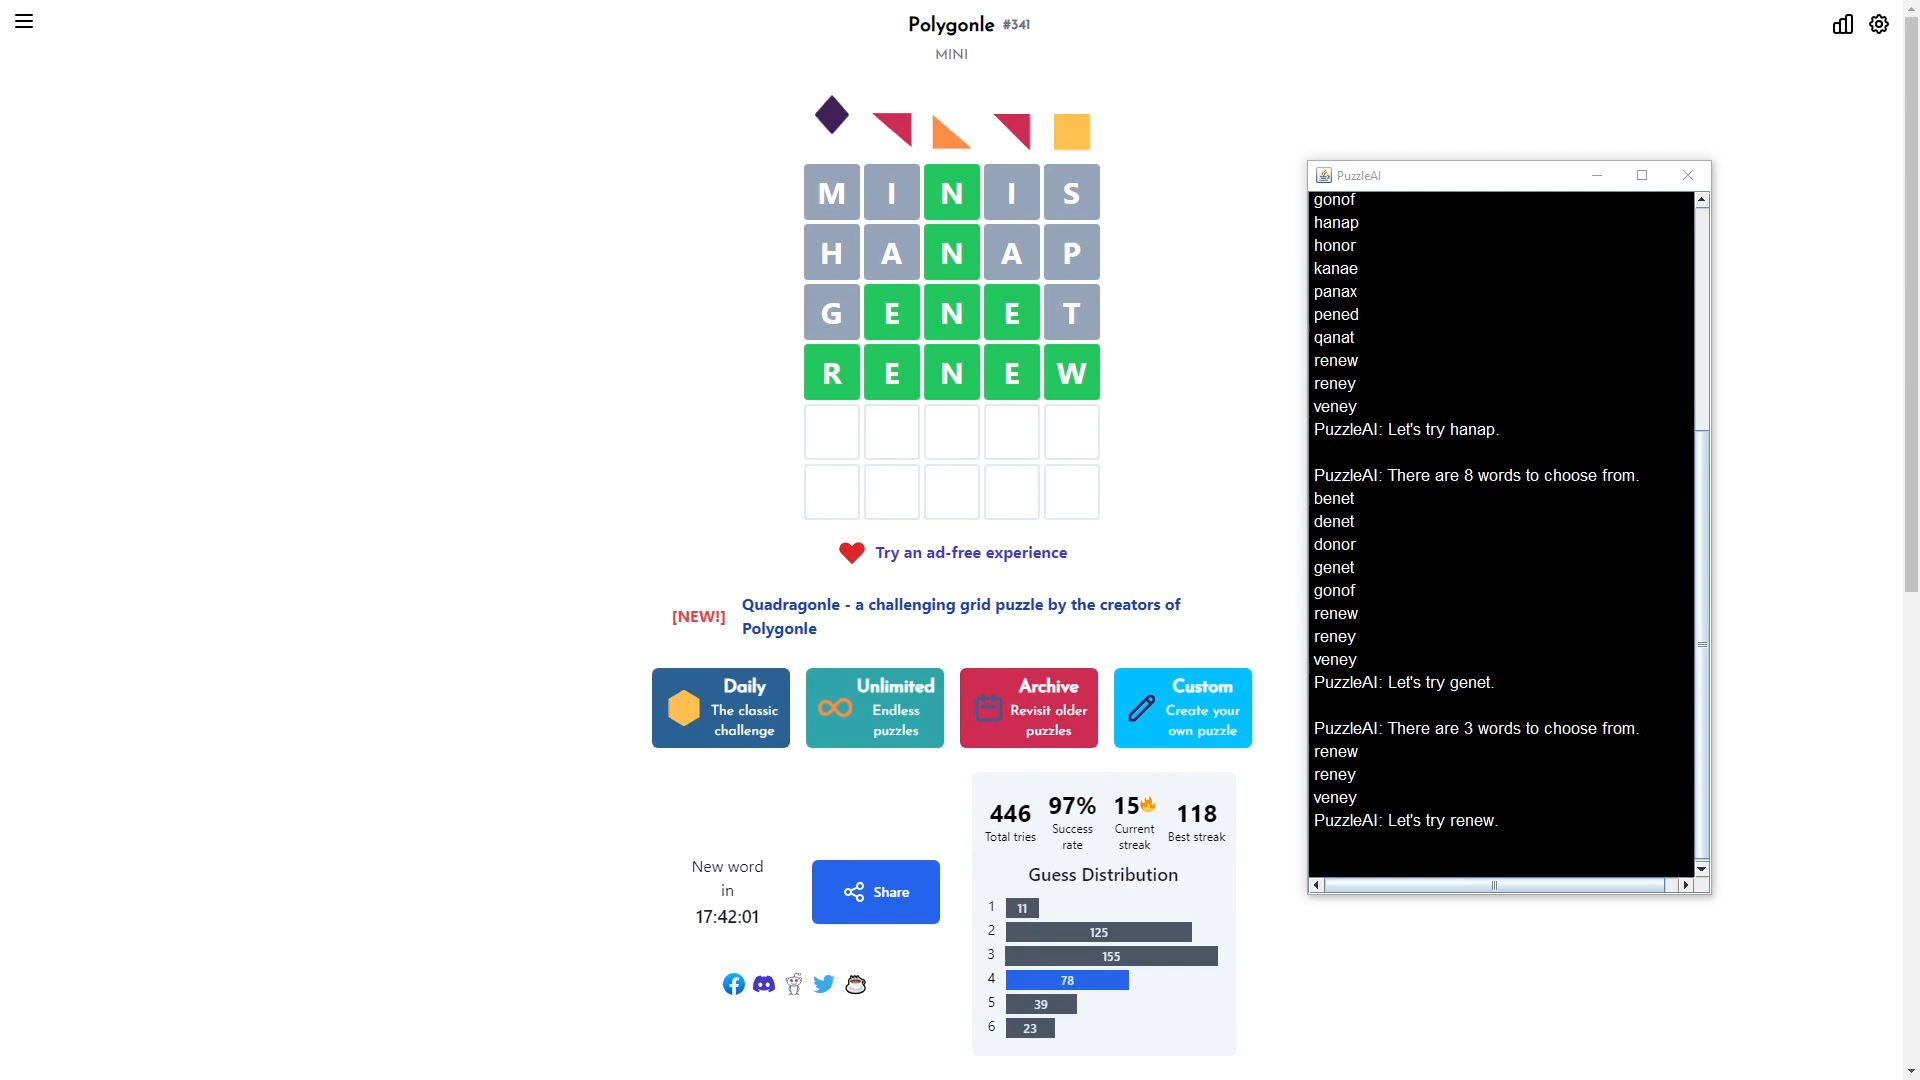 Polygonle #341
MINI
M I N I S
H A N A P
G E N E T
R E N E W
Try an ad-free experience
[NEW!]
Quadragonle - a challenging grid puzzle by the creators of
Polygonle
Daily
The classic
challenge
Unlimited
Endless
puzzles
Archive
Revisit older
puzzles
Custom
Create your
own puzzle
New word
in
17:42:01
Share
446
Total tries
97%
Success
rate
15
Current
streak
118
Best streak
Guess Distribution
1 11
2 125
3 155
4 78
5 39
6 23
PuzzleAI
gonof
hanap
honor
kanae
panax
pened
qanat
renew
reney
veney
PuzzleAI: Let's try hanap.
PuzzleAI: There are 8 words to choose from.
benet
denet
donor
genet
gonof
renew
reney
veney
PuzzleAI: Let's try genet.
PuzzleAI: There are 3 words to choose from.
renew
reney
veney
PuzzleAI: Let's try renew.